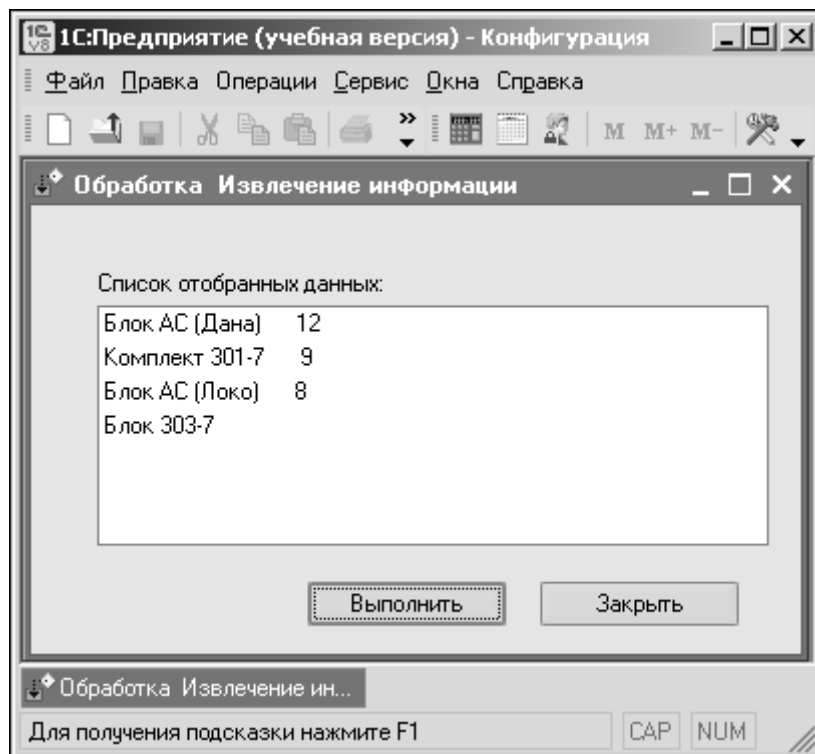 1С:Предприятие (учебная версия) - Конфигурация
Файл Правка Операции Сервис Окна Справка
M M+ M-
Обработка Извлечение информации
Список отобранных данных:
Блок АС (Дана) 12
Комплект 301-7 9
Блок АС (Локо) 8
Блок 303-7
Выполнить Закрыть
Обработка Извлечение ин...
Для получения подсказки нажмите F1 CAP NUM